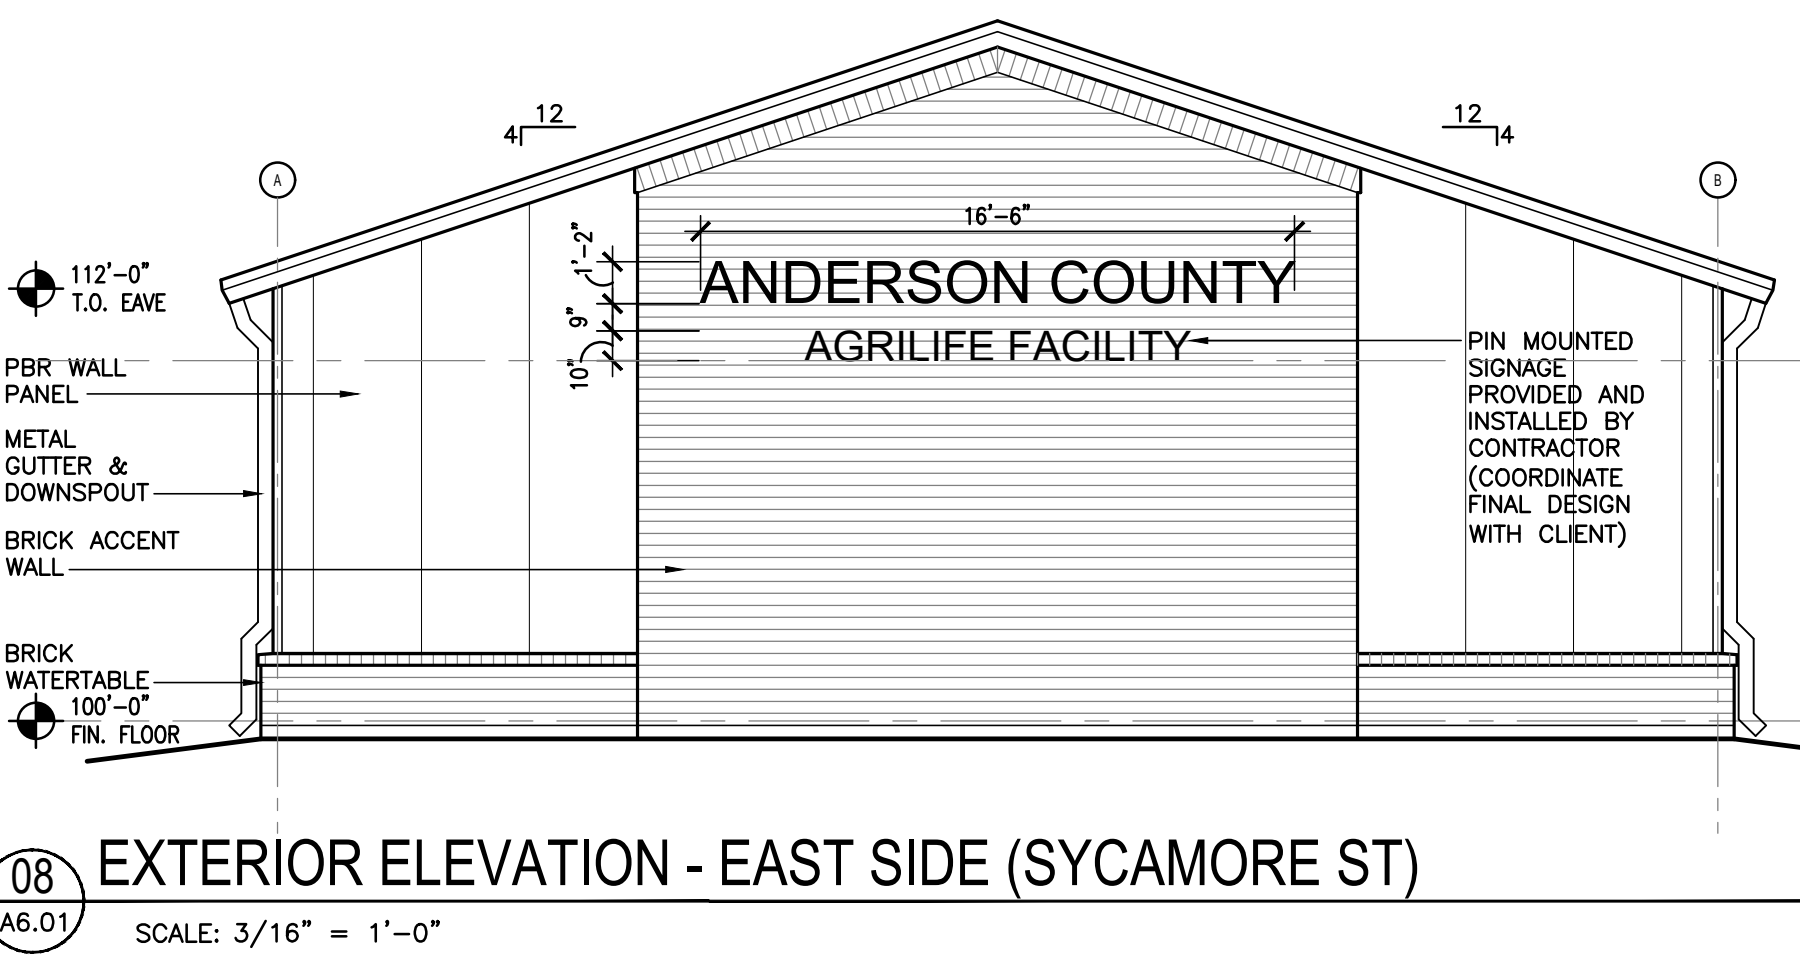 12
4
12
4
A
B
16'-6"
1'-2"
9"
10"
112'-0"
T.O. EAVE
ANDERSON COUNTY
AGRILIFE FACILITY
PBR WALL
PANEL
METAL
GUTTER &
DOWNSPOUT
BRICK ACCENT
WALL
BRICK
WATERTABLE
100'-0"
FIN. FLOOR
PIN MOUNTED
SIGNAGE
PROVIDED AND
INSTALLED BY
CONTRACTOR
(COORDINATE
FINAL DESIGN
WITH CLIENT)
08
A6.01
EXTERIOR ELEVATION - EAST SIDE (SYCAMORE ST)
SCALE: 3/16" = 1'-0"